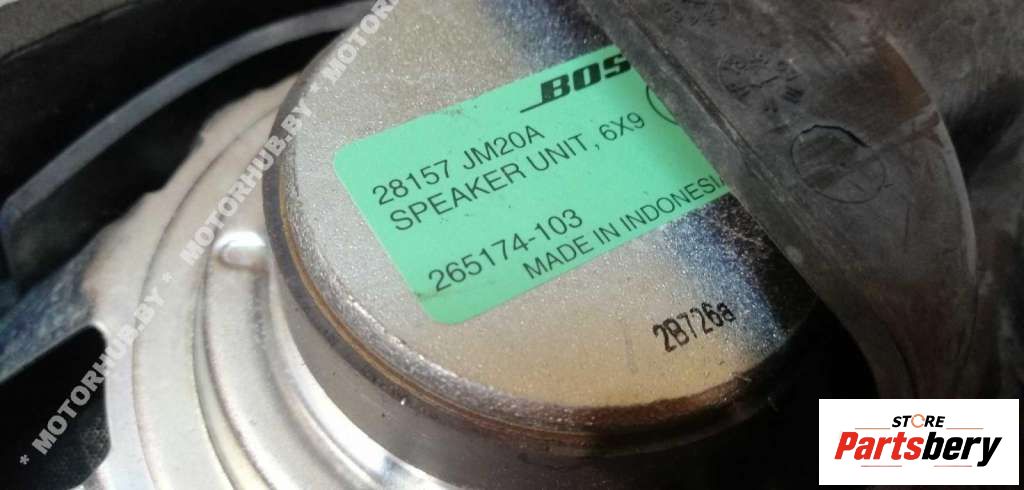 BOS
28157 JM20A
SPEAKER UNIT, 6X9
265174-103
MADE IN INDONESIA
2B726a
* MOTORHUB.BY * MOTORHUB.BY * MOTORHUB.BY *
STORE
Partsbery